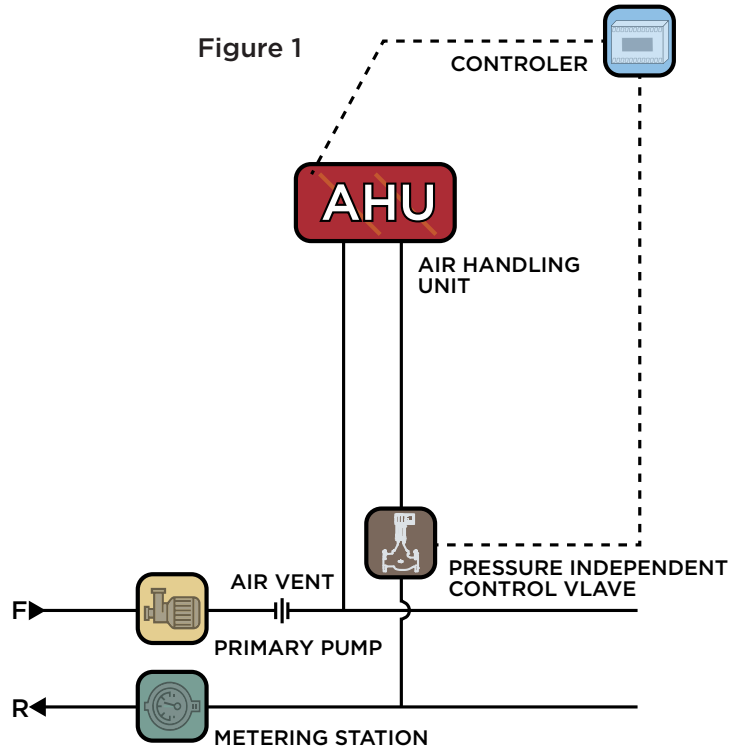 Figure 1
CONTROLER
AHU
AIR HANDLING
UNIT
PRESSURE INDEPENDENT
CONTROL VLAVE
AIR VENT
F
PRIMARY PUMP
R
METERING STATION